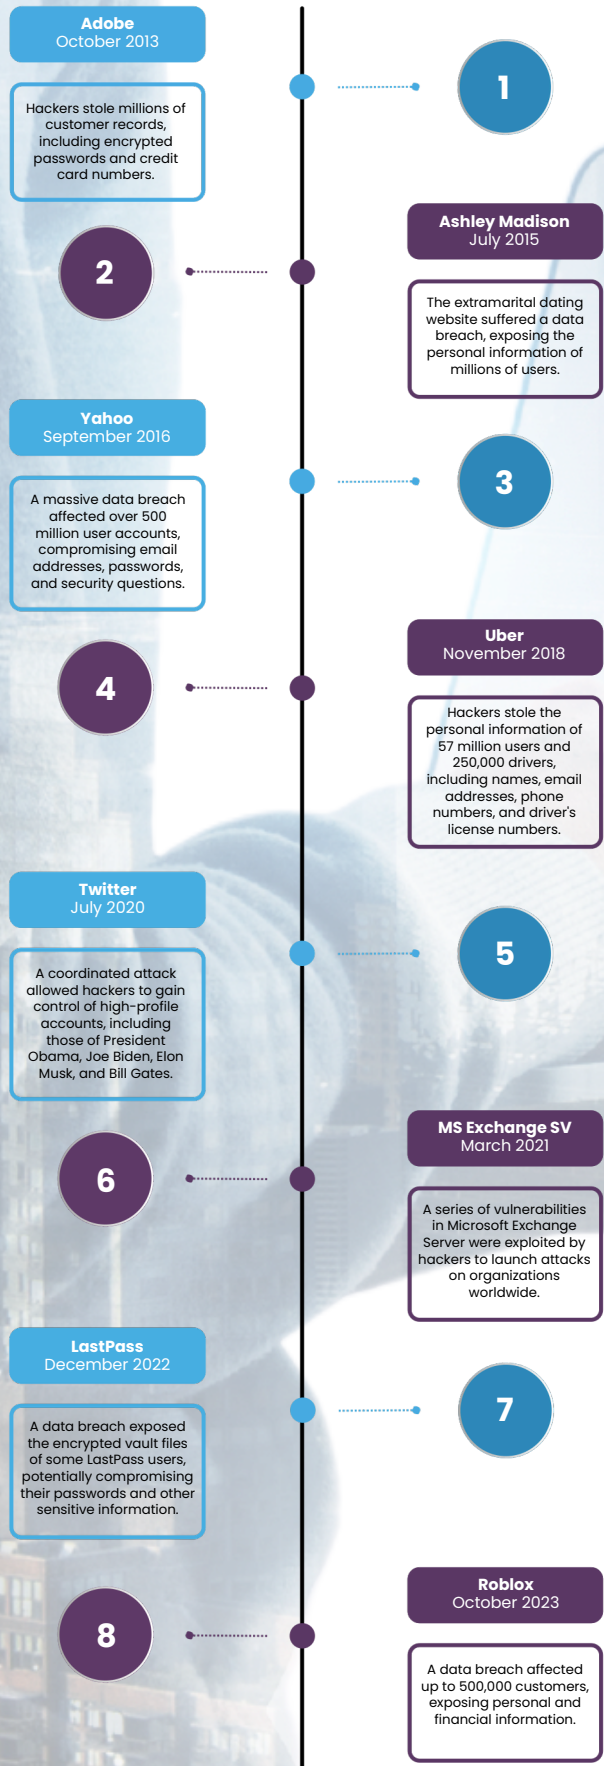 Adobe
October 2013
1
Hackers stole millions of
customer records,
including encrypted
passwords and credit
card numbers.
Ashley Madison
July 2015
2
The extramarital dating
website suffered a data
breach, exposing the
personal information of
millions of users.
Yahoo
September 2016
3
A massive data breach
affected over 500
million user accounts,
compromising email
addresses, passwords,
and security questions.
Uber
November 2018
4
Hackers stole the
personal information of
57 million users and
250,000 drivers,
including names, email
addresses, phone
numbers, and driver's
license numbers.
Twitter
July 2020
5
A coordinated attack
allowed hackers to gain
control of high-profile
accounts, including
those of President
Obama, Joe Biden, Elon
Musk, and Bill Gates.
MS Exchange SV
March 2021
6
A series of vulnerabilities
in Microsoft Exchange
Server were exploited by
hackers to launch attacks
on organizations
worldwide.
LastPass
December 2022
7
A data breach exposed
the encrypted vault files
of some LastPass users,
potentially compromising
their passwords and other
sensitive information.
Roblox
October 2023
8
A data breach affected
up to 500,000 customers,
exposing personal and
financial information.